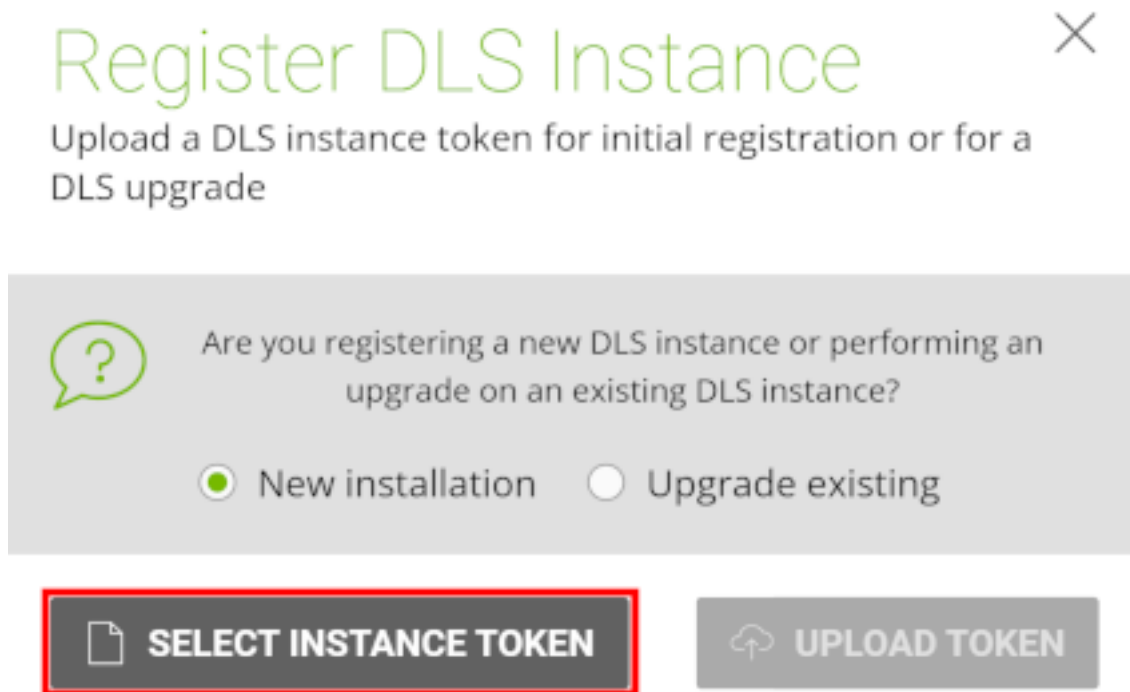 Register DLS Instance
Upload a DLS instance token for initial registration or for a
DLS upgrade
Are you registering a new DLS instance or performing an
upgrade on an existing DLS instance?
New installation Upgrade existing
SELECT INSTANCE TOKEN UPLOAD TOKEN